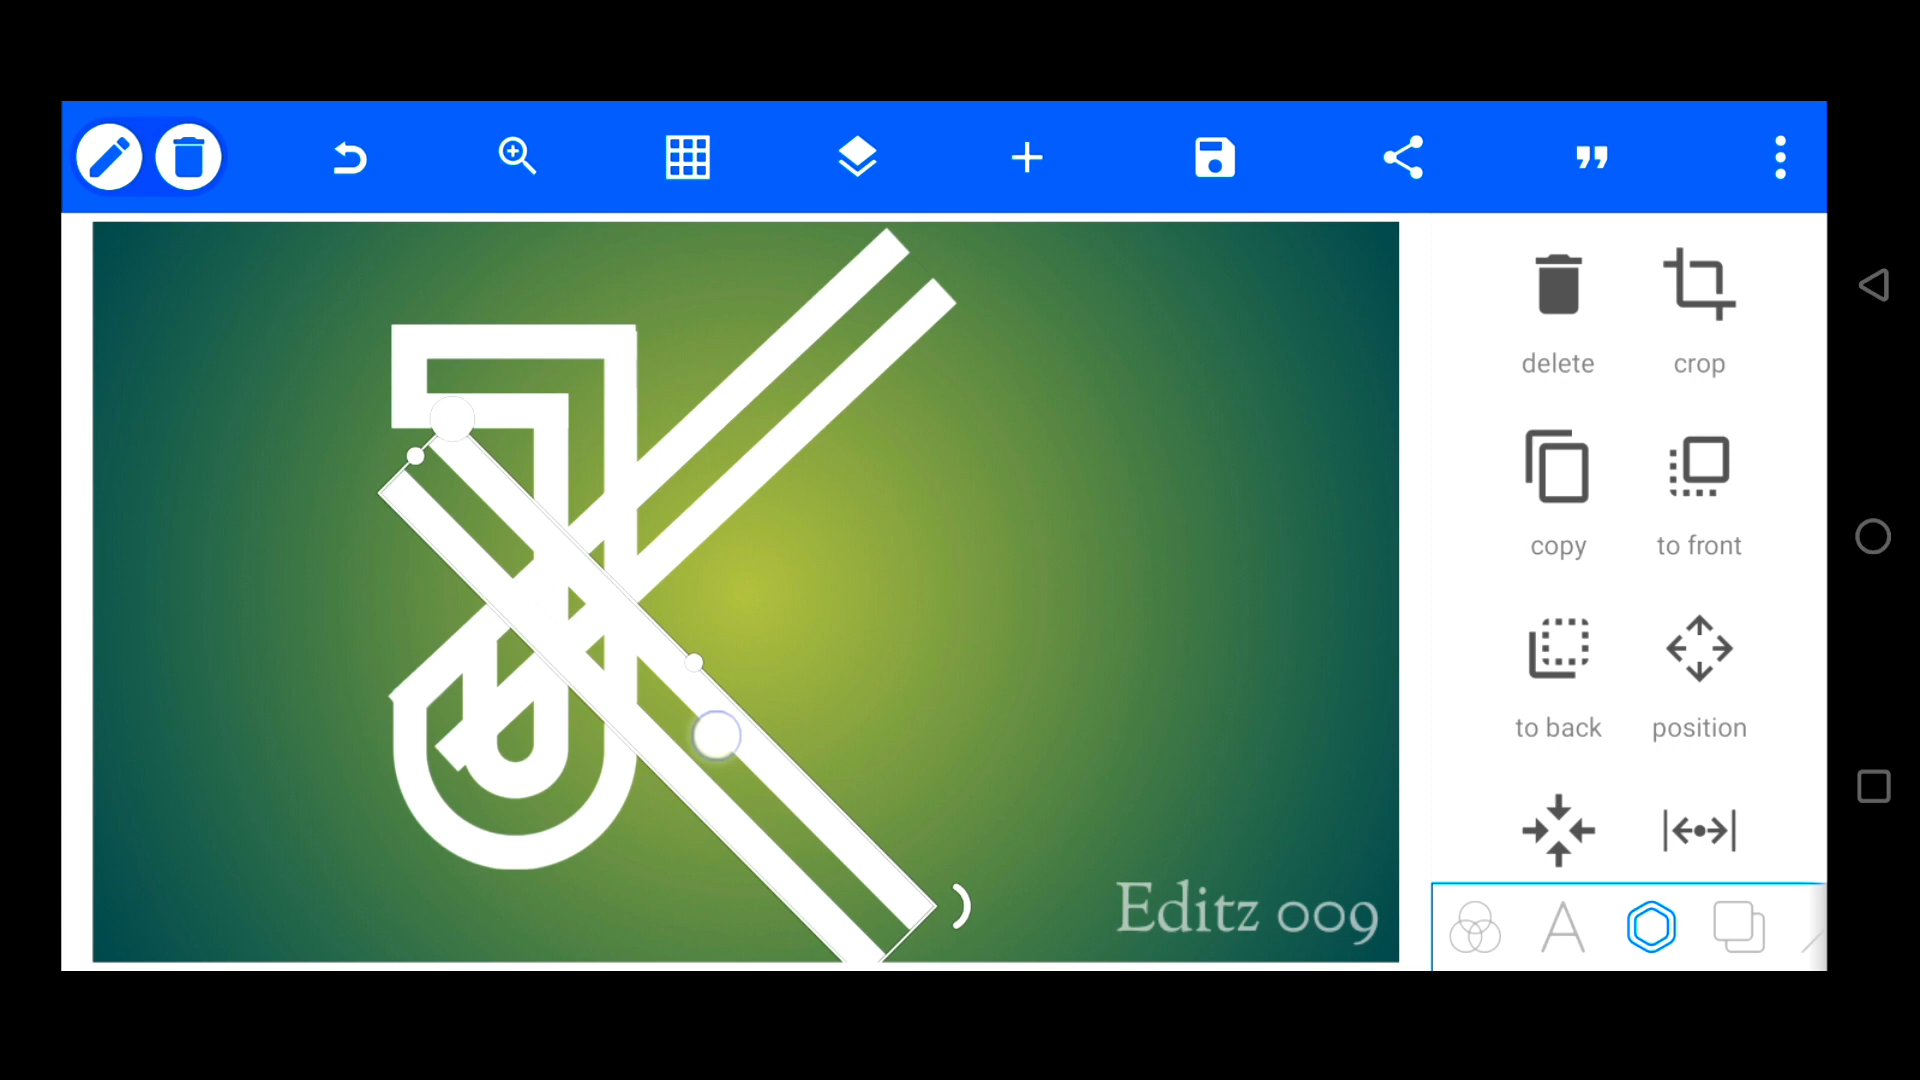 delete
crop
copy
to front
to back
position
Editz 009